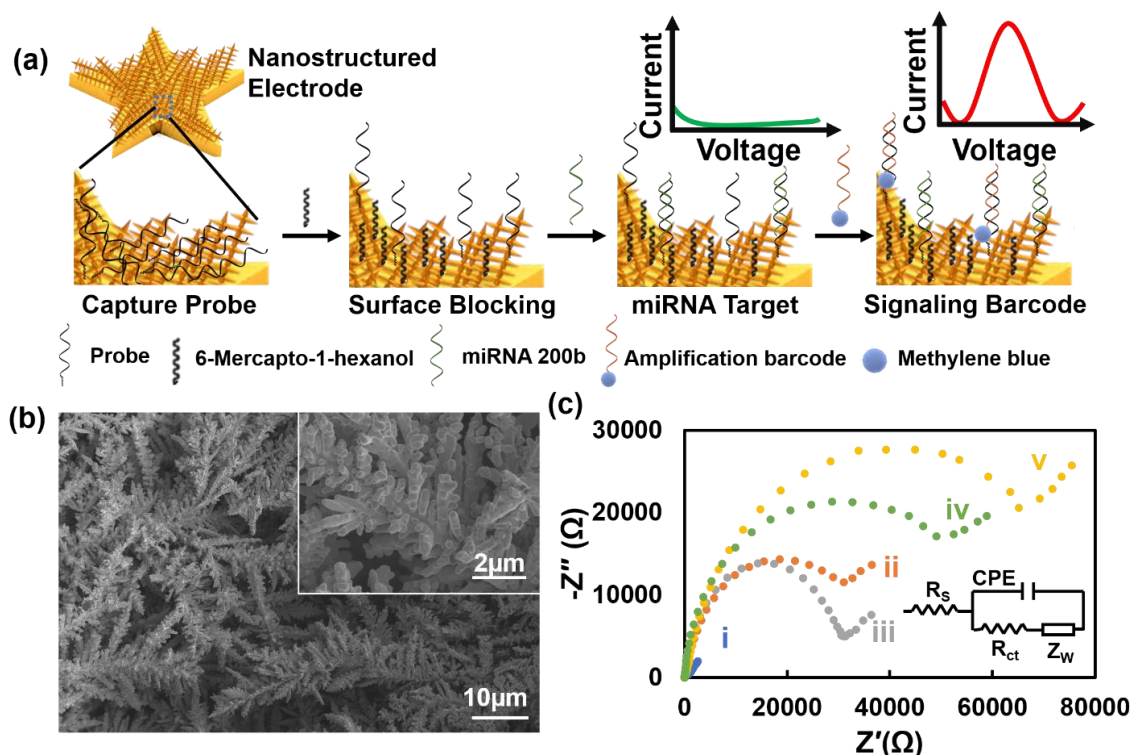 (a)
Nanostructured
Electrode
Current
Voltage
Current
Voltage
Capture Probe
Surface Blocking
miRNA Target
Signaling Barcode
Probe
6-Mercapto-1-hexanol
miRNA 200b
Amplification barcode
Methylene blue
(b)
2μm
10μm
(c)
30000
20000
10000
0
-Z″ (Ω)
v
iv
ii
iii
i
CPE
Rs
Rct
Zw
0
20000
40000
60000
80000
Z′(Ω)